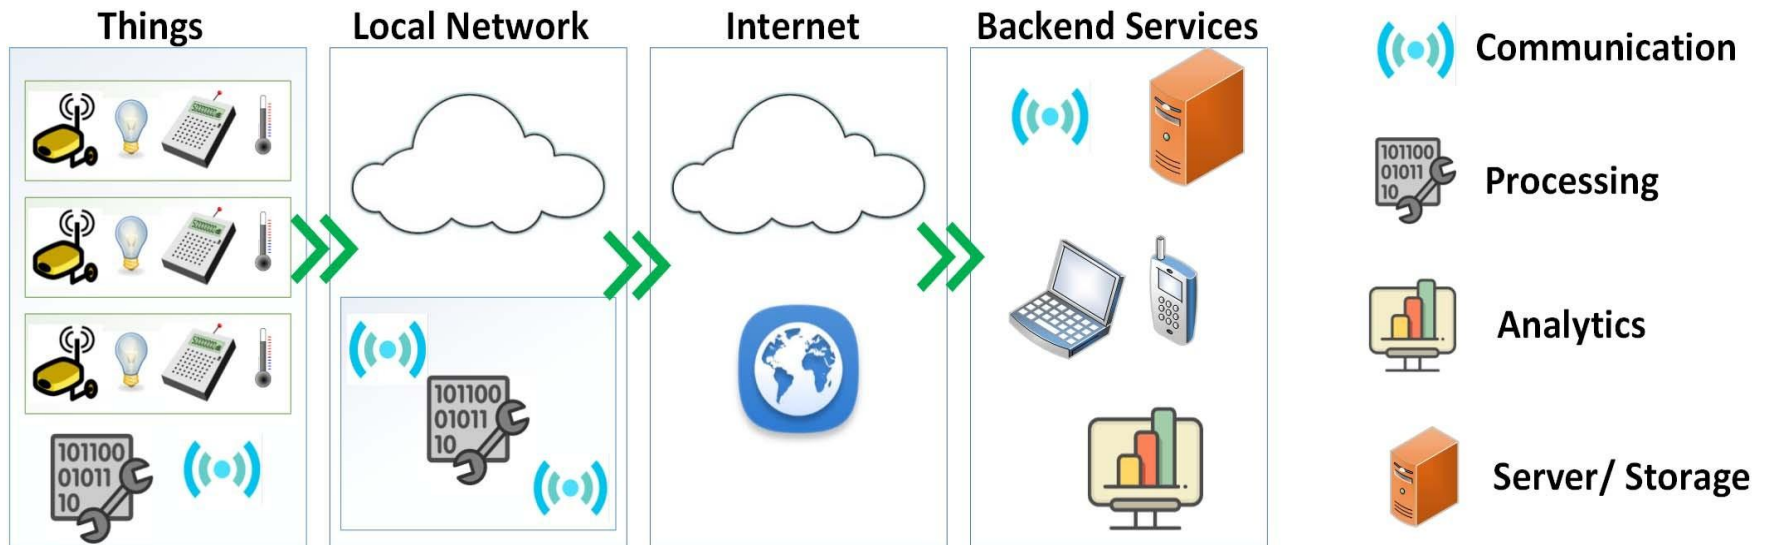 Things
Local Network
Internet
Backend Services
Communication
101100
01011
10
Processing
Analytics
101100
01011
10
101100
01011
10
Server/ Storage